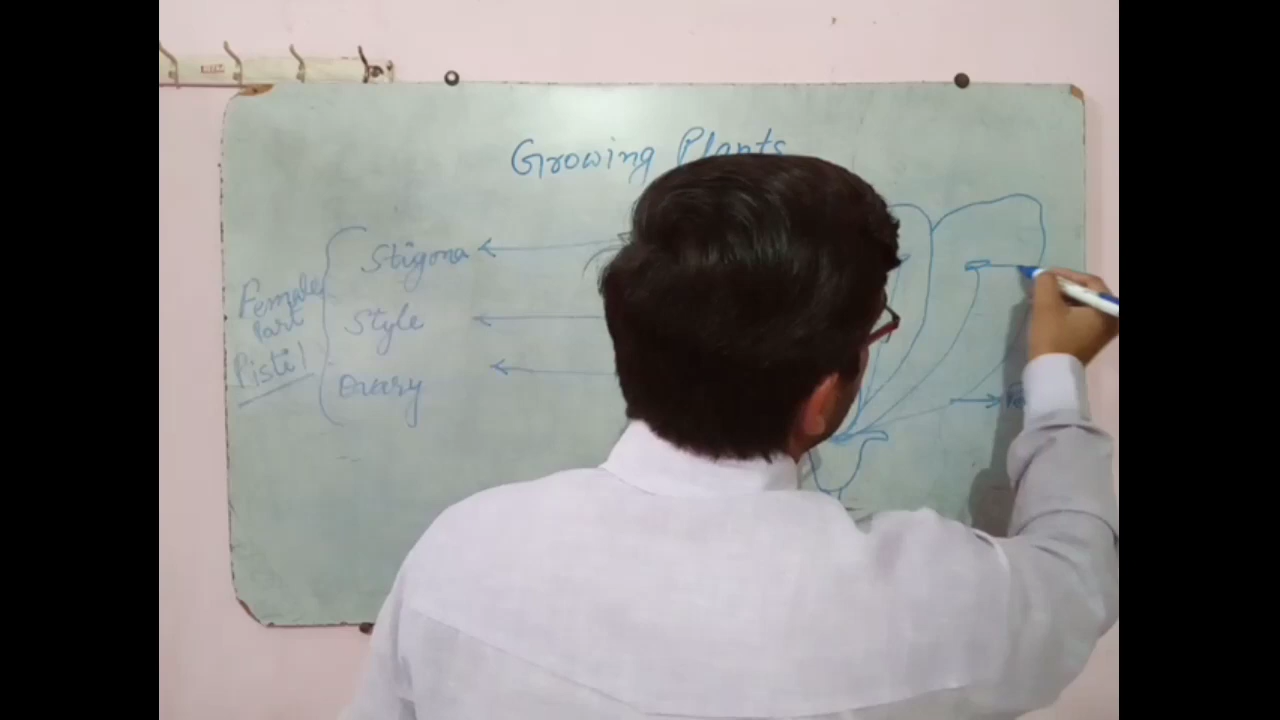 Growing Plants
Stigma
Style
Ovary
Female
Part
Pistil